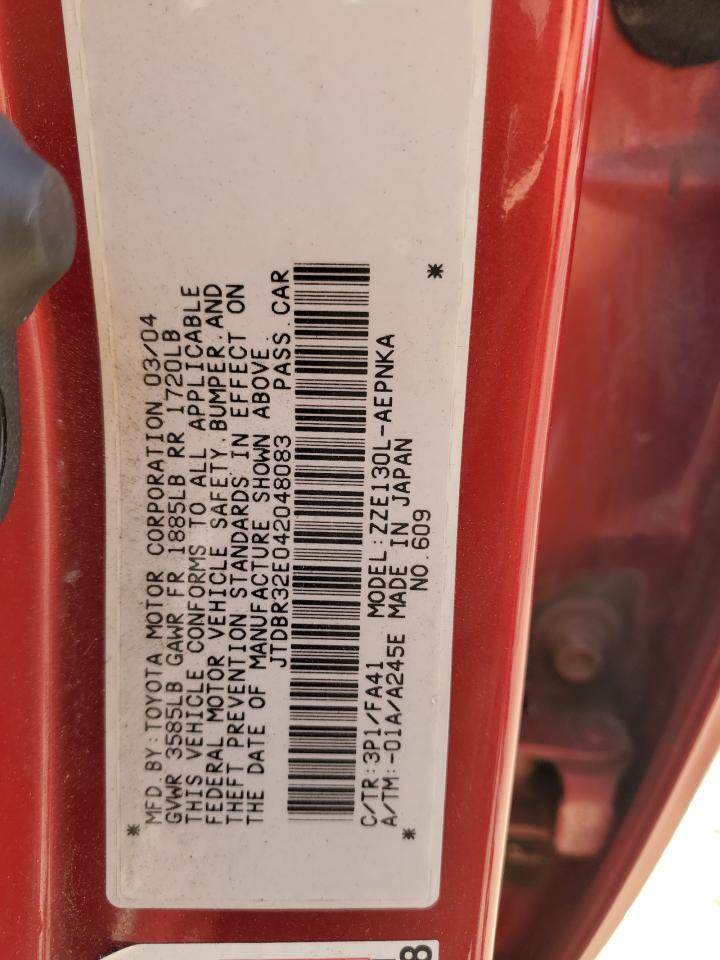 MFD BY:TOYOTA MOTOR CORPORATION 03/04
GVWR 3585LB GAWR FR 1885LB RR 1720LB
THIS VEHICLE CONFORMS TO ALL APPLICABLE
FEDERAL MOTOR VEHICLE SAFETY.BUMPER.AND
THEFT PREVENTION STANDARDS IN EFFECT ON
THE DATE OF MANUFACTURE SHOWN ABOVE.
JTDBR32E042048083 PASS.CAR
* *
C/TR:3P1/FA41 MODEL:ZZE130L-AEPNKA
A/TM:-01A/A245E MADE IN JAPAN
* NO.609
8